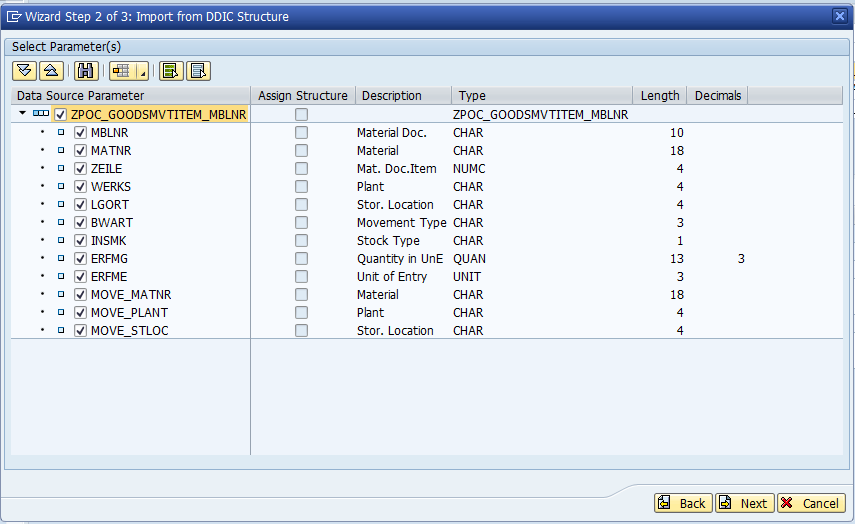 Wizard Step 2 of 3: Import from DDIC Structure
Select Parameter(s)
Data Source Parameter Assign Structure Description Type Length Decimals
ZPOC_GOODSMVTITEM_MBLNR ZPOC_GOODSMVTITEM_MBLNR
MBLNR Material Doc. CHAR 10
MATNR Material CHAR 18
ZEILE Mat. Doc.Item NUMC 4
WERKS Plant CHAR 4
LGORT Stor. Location CHAR 4
BWART Movement Type CHAR 3
INSMK Stock Type CHAR 1
ERFMG Quantity in UnE QUAN 13 3
ERFME Unit of Entry UNIT 3
MOVE_MATNR Material CHAR 18
MOVE_PLANT Plant CHAR 4
MOVE_STLOC Stor. Location CHAR 4
Back Next Cancel